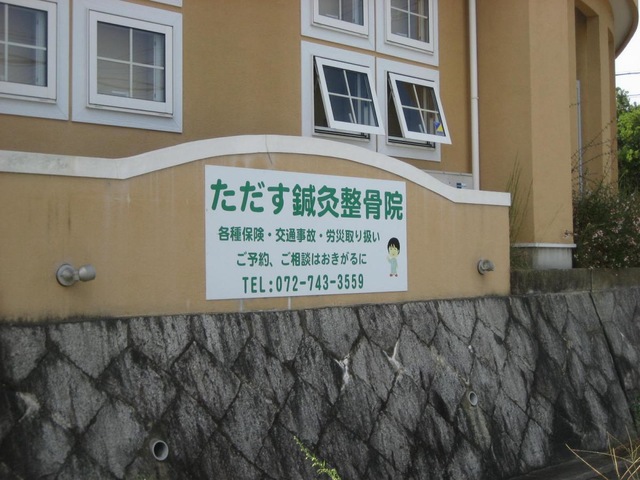 ただす鍼灸整骨院
各種保険・交通事故・労災取り扱い
ご予約、ご相談はおきがるに
TEL:072-743-3559